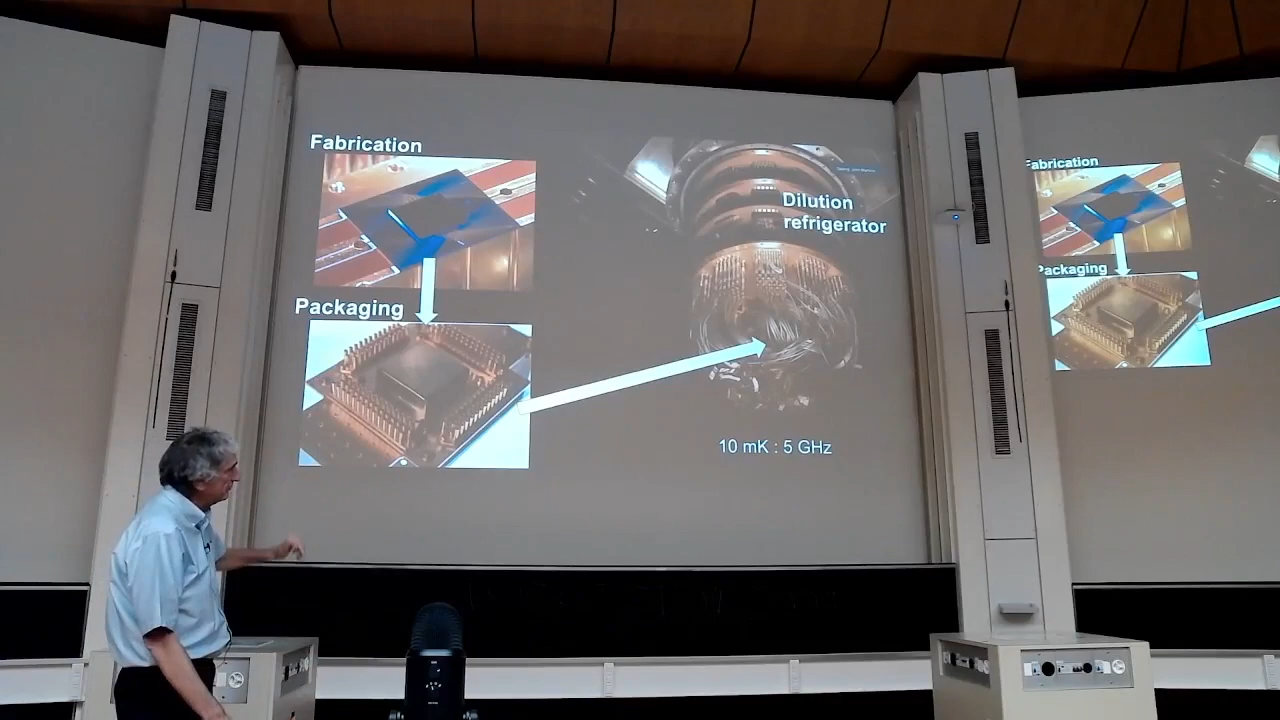 Fabrication
Dilution
refrigerator
Packaging
10 mK : 5 GHz
Fabrication
Packaging